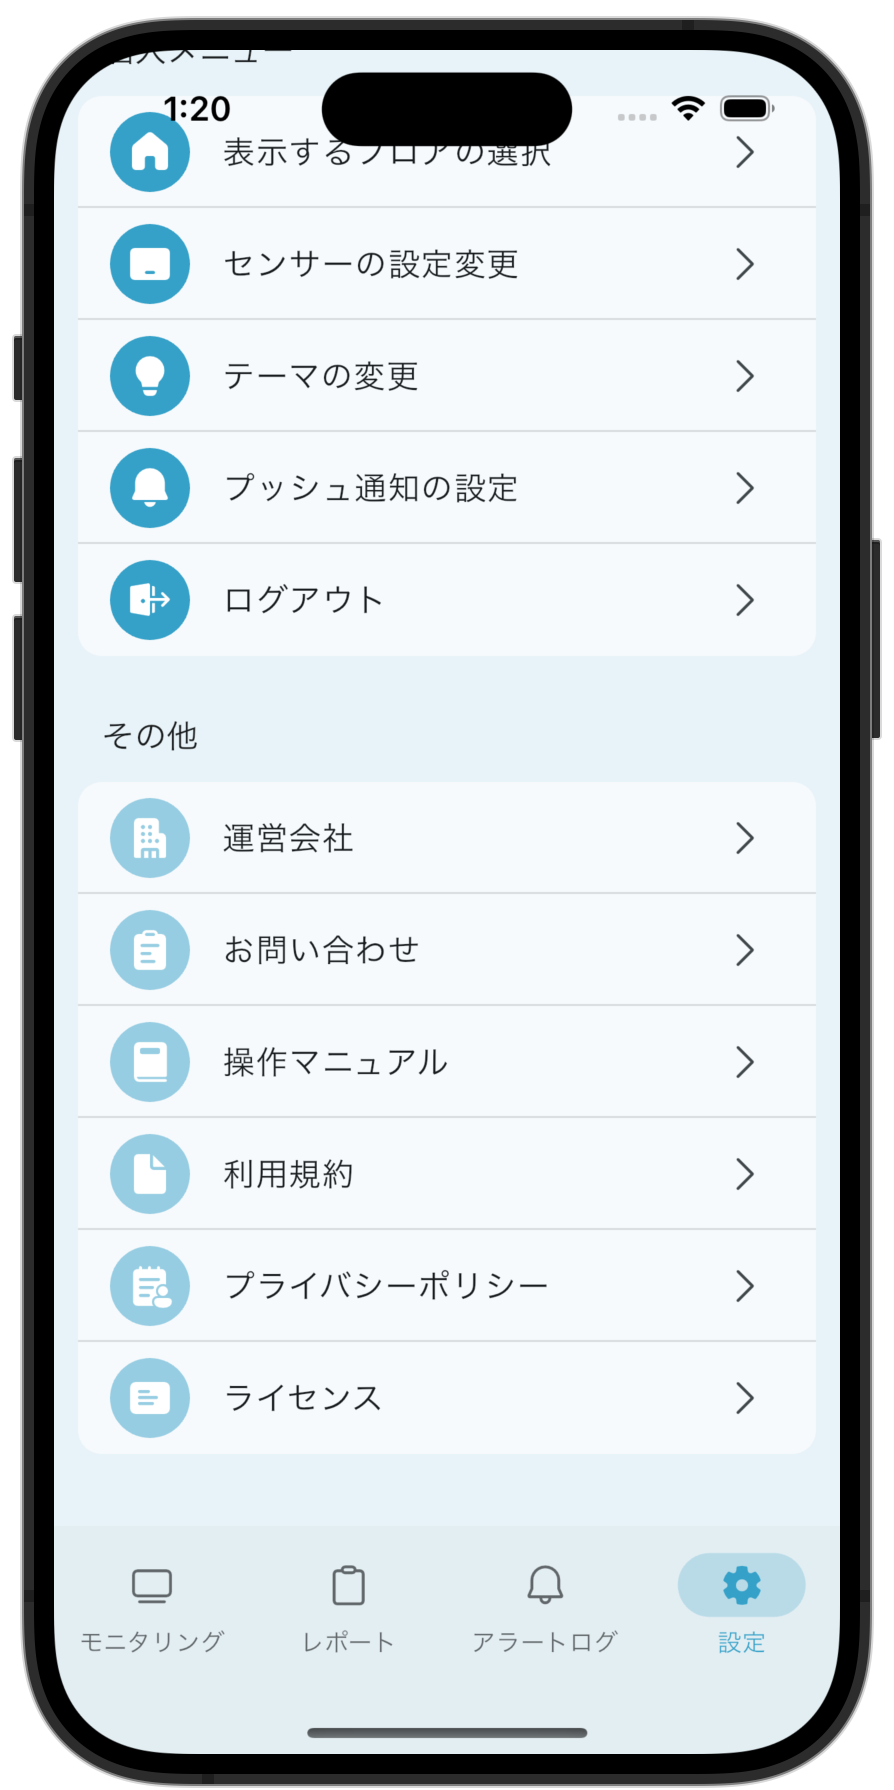 人メニュー
1:20
表示するフロアの選択
センサーの設定変更
テーマの変更
プッシュ通知の設定
ログアウト
その他
運営会社
お問い合わせ
操作マニュアル
利用規約
プライバシーポリシー
ライセンス
モニタリング
レポート
アラートログ
設定